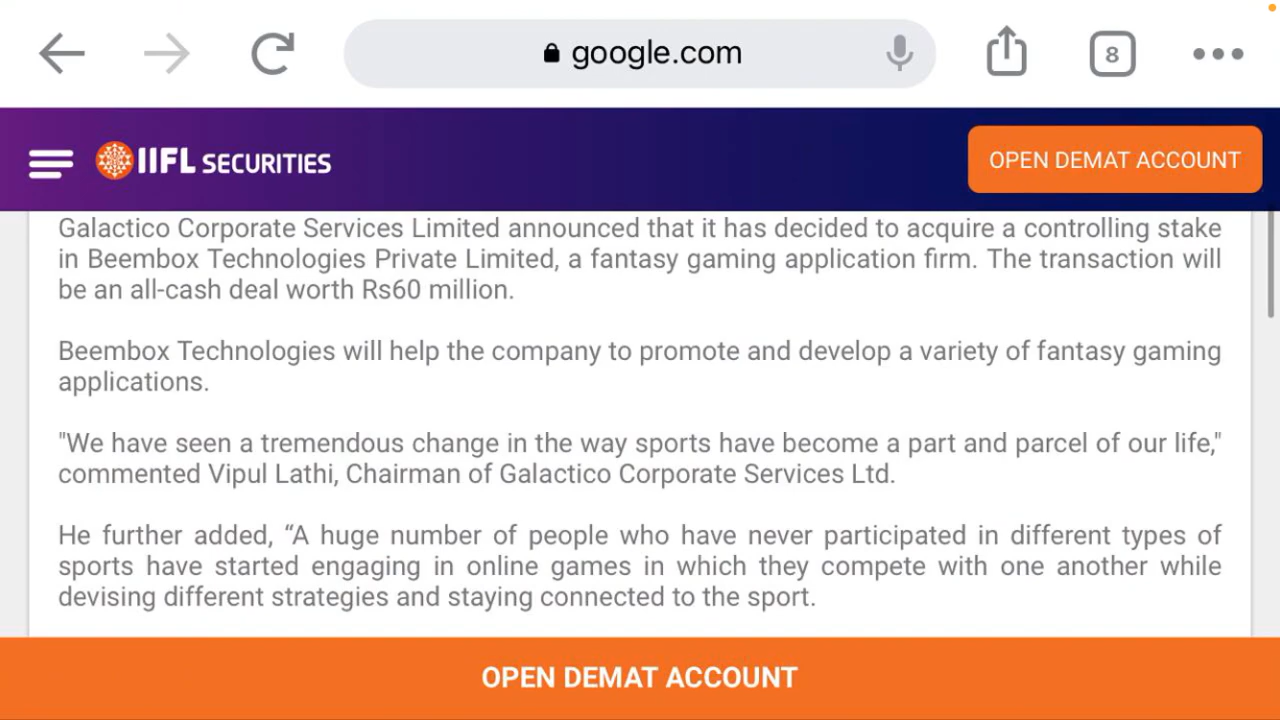 google.com
8
IIFL SECURITIES
OPEN DEMAT ACCOUNT
Galactico Corporate Services Limited announced that it has decided to acquire a controlling stake
in Beembox Technologies Private Limited, a fantasy gaming application firm. The transaction will
be an all-cash deal worth Rs60 million.
Beembox Technologies will help the company to promote and develop a variety of fantasy gaming
applications.
"We have seen a tremendous change in the way sports have become a part and parcel of our life,"
commented Vipul Lathi, Chairman of Galactico Corporate Services Ltd.
He further added, “A huge number of people who have never participated in different types of
sports have started engaging in online games in which they compete with one another while
devising different strategies and staying connected to the sport.
OPEN DEMAT ACCOUNT